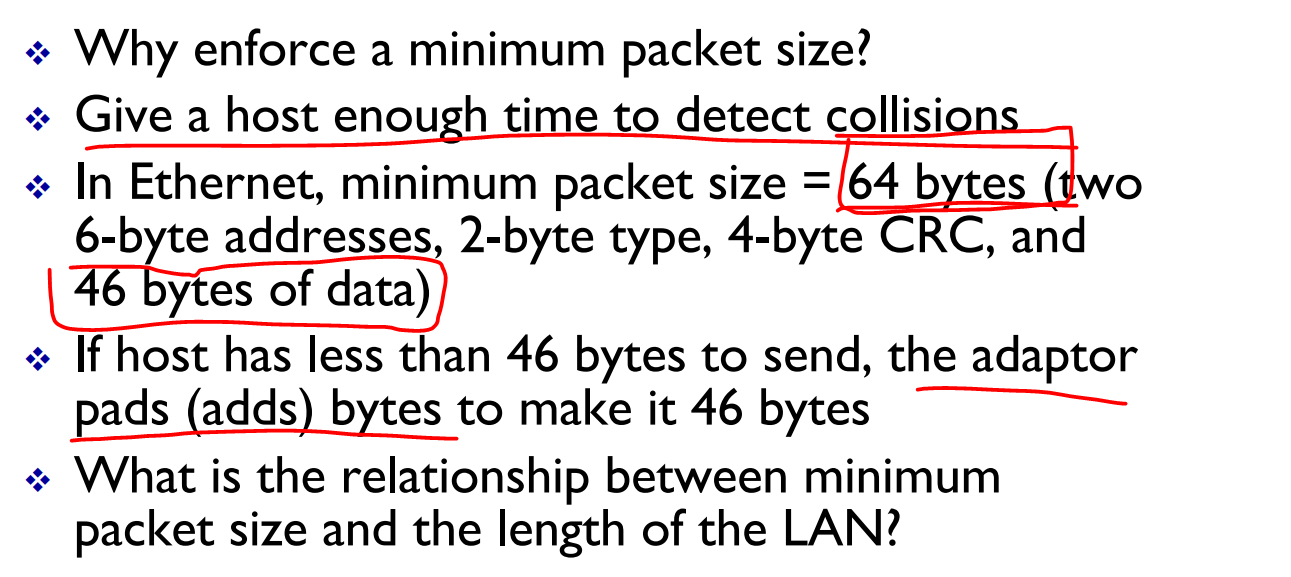 Why enforce a minimum packet size?
Give a host enough time to detect collisions
In Ethernet, minimum packet size = 64 bytes (two
6-byte addresses, 2-byte type, 4-byte CRC, and
46 bytes of data)
If host has less than 46 bytes to send, the adaptor
pads (adds) bytes to make it 46 bytes
What is the relationship between minimum
packet size and the length of the LAN?